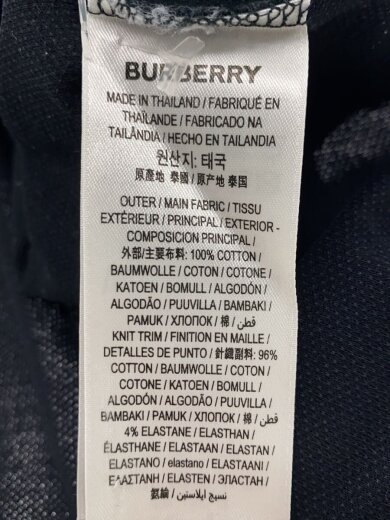 BURBERRY
MADE IN THAILAND / FABRIQUÉ EN
THAÏLANDE / FABRICADO NA
TAILÂNDIA / HECHO EN TAILANDIA
원산지: 태국
原產地 泰國 / 原产地 泰国
OUTER / MAIN FABRIC / TISSU
EXTÉRIEUR / PRINCIPAL / EXTERIOR -
COMPOSICION PRINCIPAL /
外部/主要布料: 100% COTTON /
BAUMWOLLE / COTON / COTONE /
KATOEN / BOMULL / ALGODÓN /
ALGODÃO / PUUVILLA / BAMBAKI /
PAMUK / ХЛОПОК / 棉 / قطن /
KNIT TRIM / FINITION EN MAILLE /
DETALLES DE PUNTO / 針織副料: 96%
COTTON / BAUMWOLLE / COTON /
COTONE / KATOEN / BOMULL /
ALGODÓN / ALGODÃO / PUUVILLA /
BAMBAKI / PAMUK / ХЛОПОК / 棉 / قطن /
4% ELASTANE / ELASTHAN /
ÉLASTHANE / ELASTAAN / ELASTAN /
ELASTANO / elastano / ELASTAANI /
ΕΛΑΣΤΑΝΗ / ELASTEN / ЭЛАСТАН /
氨綸 / نسيج ايلاستين